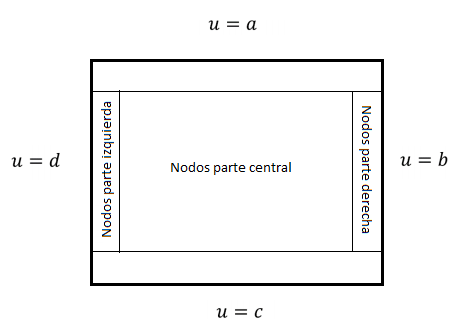 u = a
u = d
Nodos parte izquierda
Nodos parte central
Nodos parte derecha
u = b
u = c